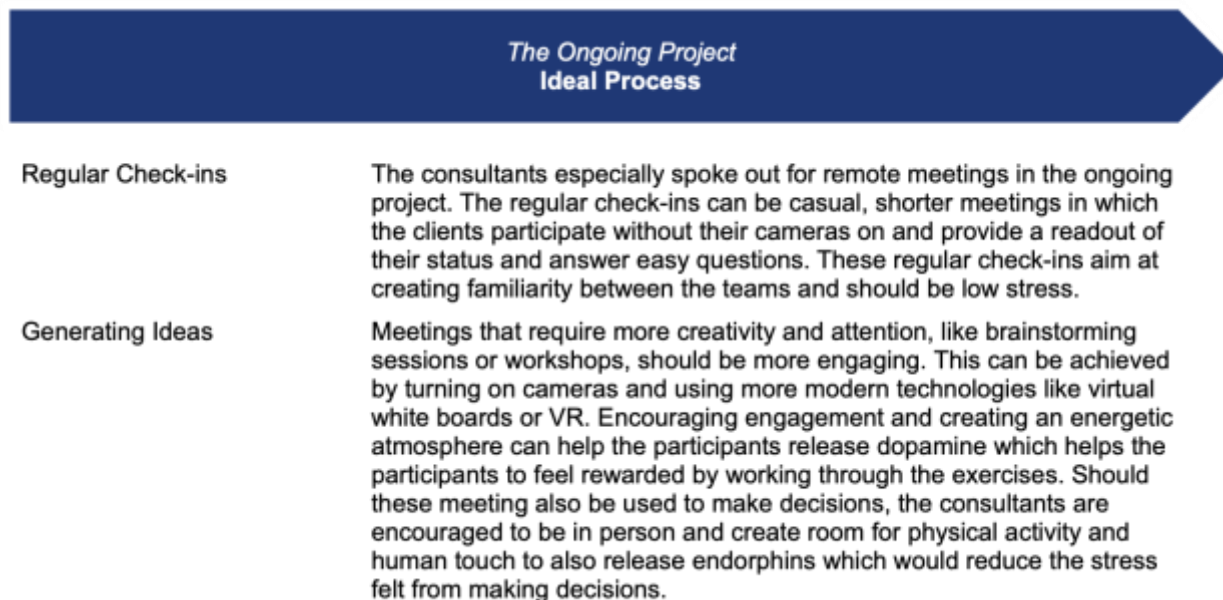 The Ongoing Project
Ideal Process
Regular Check-ins
The consultants especially spoke out for remote meetings in the ongoing
project. The regular check-ins can be casual, shorter meetings in which
the clients participate without their cameras on and provide a readout of
their status and answer easy questions. These regular check-ins aim at
creating familiarity between the teams and should be low stress.
Generating Ideas
Meetings that require more creativity and attention, like brainstorming
sessions or workshops, should be more engaging. This can be achieved
by turning on cameras and using more modern technologies like virtual
white boards or VR. Encouraging engagement and creating an energetic
atmosphere can help the participants release dopamine which helps the
participants to feel rewarded by working through the exercises. Should
these meeting also be used to make decisions, the consultants are
encouraged to be in person and create room for physical activity and
human touch to also release endorphins which would reduce the stress
felt from making decisions.